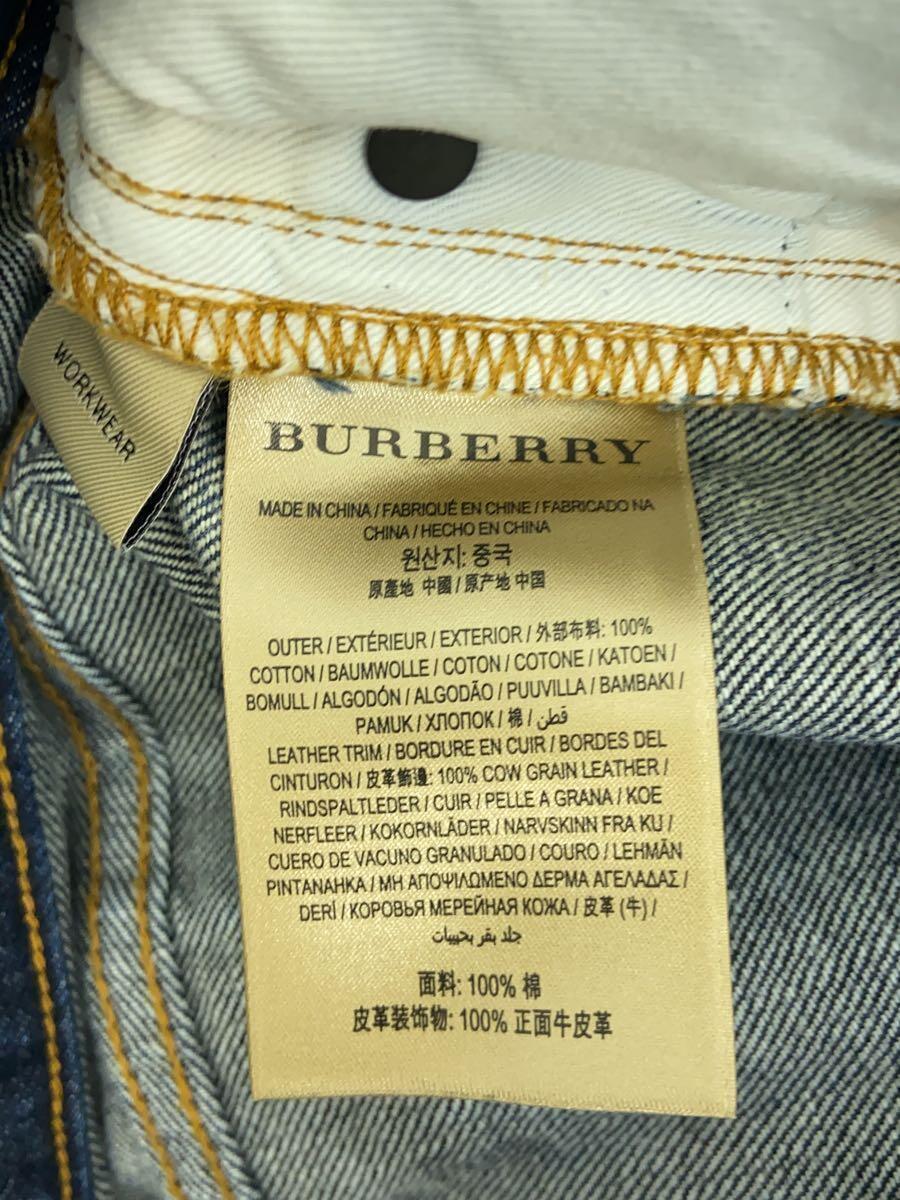 WORKWEAR
BURBERRY
MADE IN CHINA / FABRIQUÉ EN CHINE / FABRICADO NA
CHINA / HECHO EN CHINA
원산지: 중국
原產地 中國 / 原产地 中国
OUTER / EXTÉRIEUR / EXTERIOR / 外部布料: 100%
COTTON / BAUMWOLLE / COTON / COTONE / KATOEN /
BOMULL / ALGODÓN / ALGODÃO / PUUVILLA / BAMBAKI /
PAMUK / ХЛОПОК / 棉 / قطن /
LEATHER TRIM / BORDURE EN CUIR / BORDES DEL
CINTURON / 皮革飾邊: 100% COW GRAIN LEATHER /
RINDSPALTLEDER / CUIR / PELLE A GRANA / KOE
NERFLEER / KOKORNLÄDER / NARVSKINN FRA KU /
CUERO DE VACUNO GRANULADO / COURO / LEHMÄN
PINTANAHKA / ΜΗ ΑΠΟΨΙΛΩΜΕΝΟ ΔΕΡΜΑ ΑΓΕΛΑΔΑΣ /
DERİ / КОРОВЬЯ МЕРЕЙНАЯ КОЖА / 皮革 (牛) /
جلد بقر بحبيبات
面料: 100% 棉
皮革装饰物: 100% 正面牛皮革